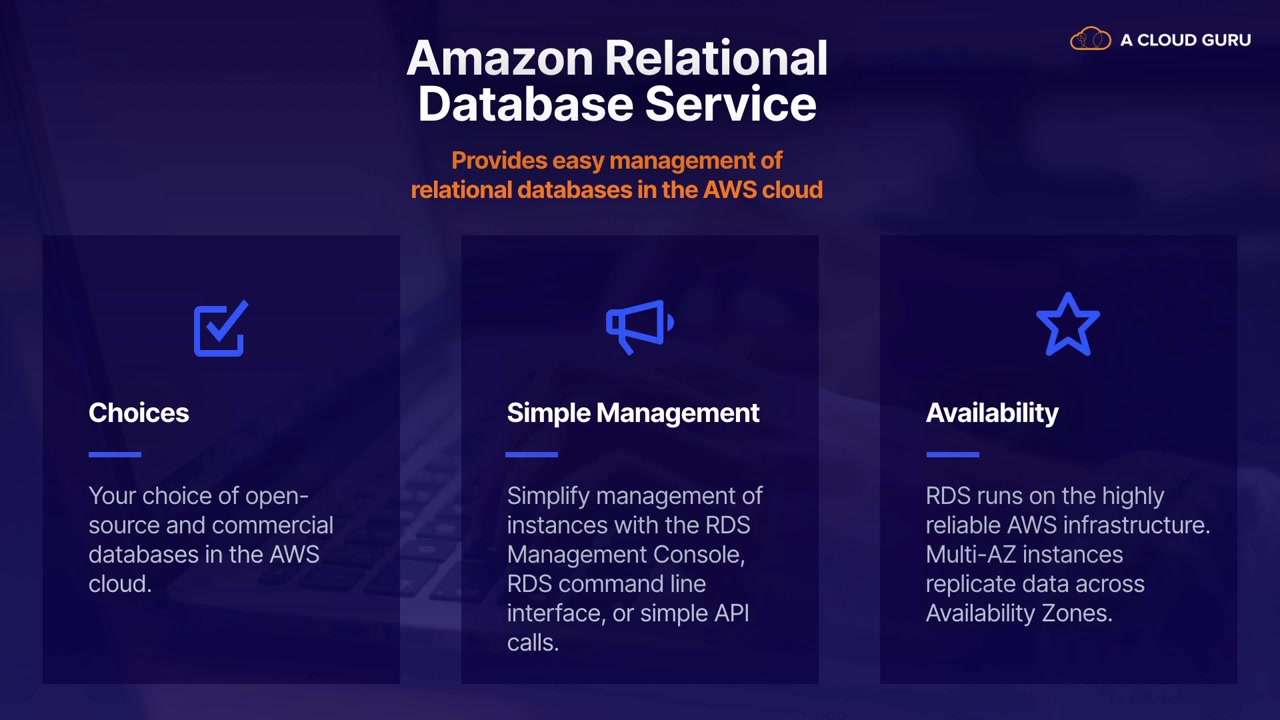 A CLOUD GURU
Amazon Relational
Database Service
Provides easy management of
relational databases in the AWS cloud
Choices
Your choice of open-
source and commercial
databases in the AWS
cloud.
Simple Management
Simplify management of
instances with the RDS
Management Console,
RDS command line
interface, or simple API
calls.
Availability
RDS runs on the highly
reliable AWS infrastructure.
Multi-AZ instances
replicate data across
Availability Zones.